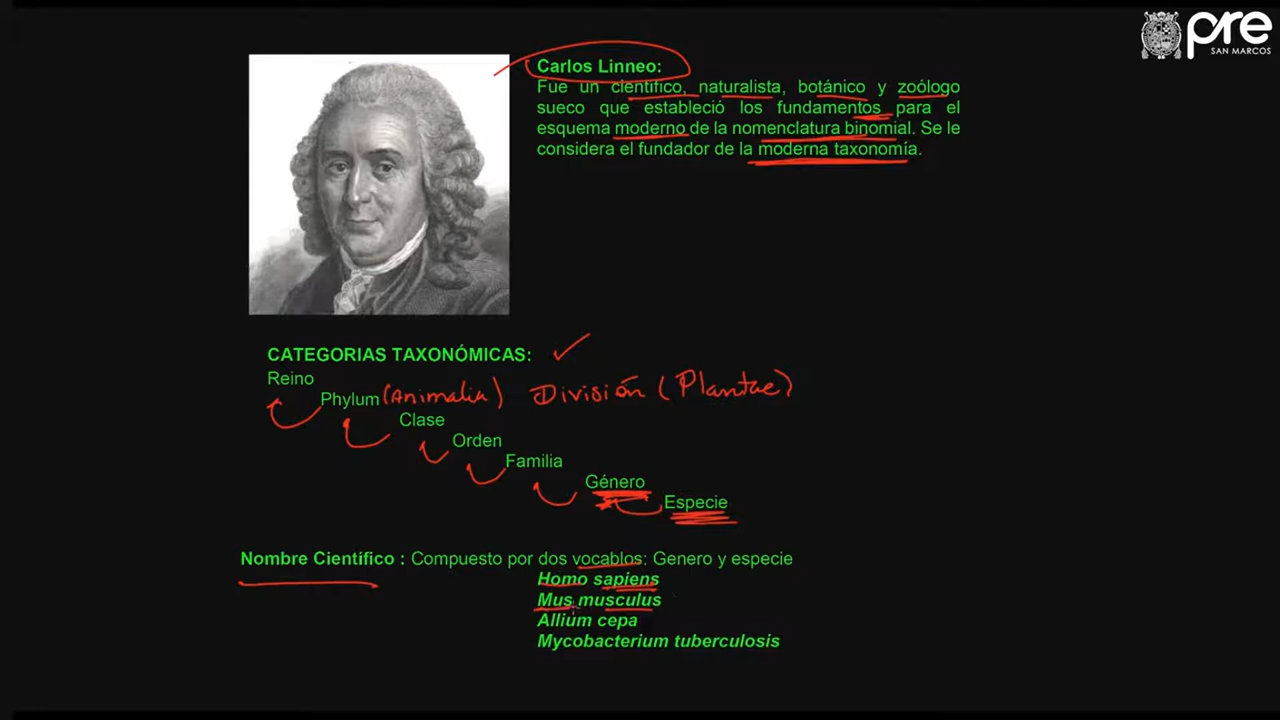 pre
SAN MARCOS
Carlos Linneo:
Fue un científico, naturalista, botánico y zoólogo
sueco que estableció los fundamentos para el
esquema moderno de la nomenclatura binomial. Se le
considera el fundador de la moderna taxonomía.
CATEGORIAS TAXONÓMICAS:
Reino
Phylum (Animalia) División (Plantae)
Clase
Orden
Familia
Género
Especie
Nombre Científico : Compuesto por dos vocablos: Genero y especie
Homo sapiens
Mus musculus
Allium cepa
Mycobacterium tuberculosis